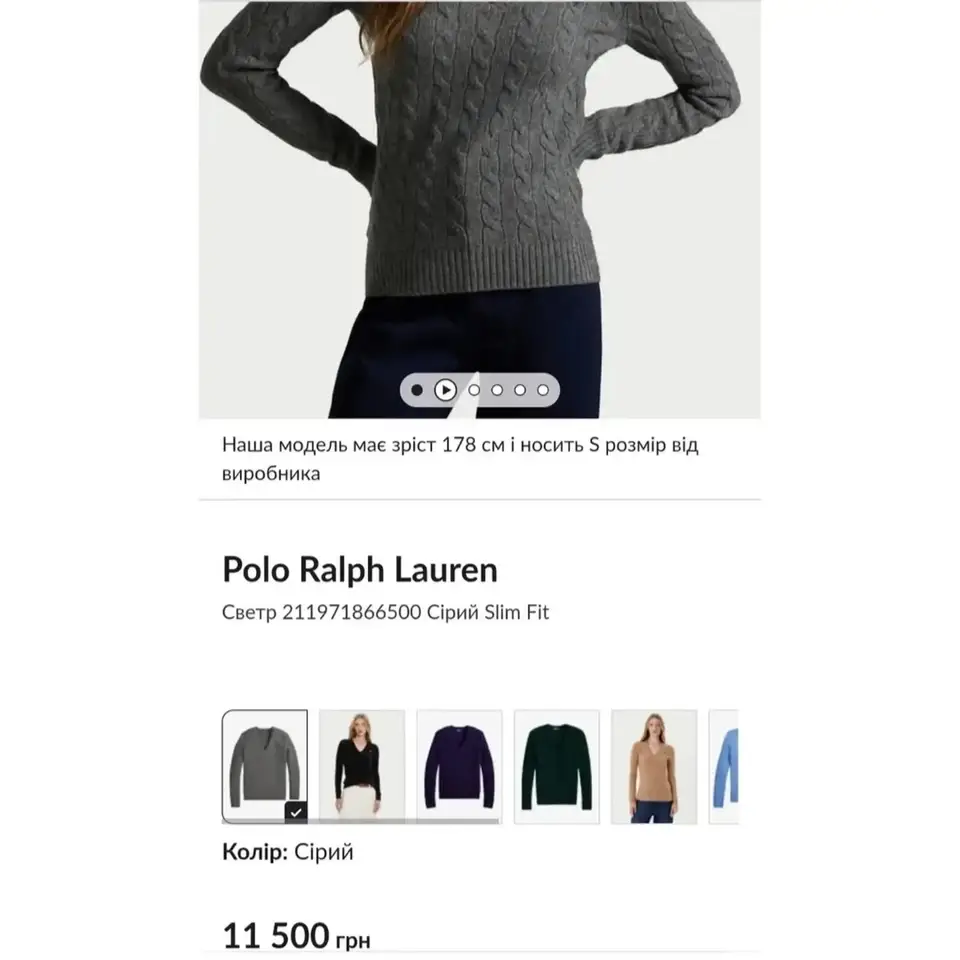 Наша модель має зріст 178 см і носить S розмір від
виробника
Polo Ralph Lauren
Светр 211971866500 Сірий Slim Fit
Колір: Сірий
11 500 грн